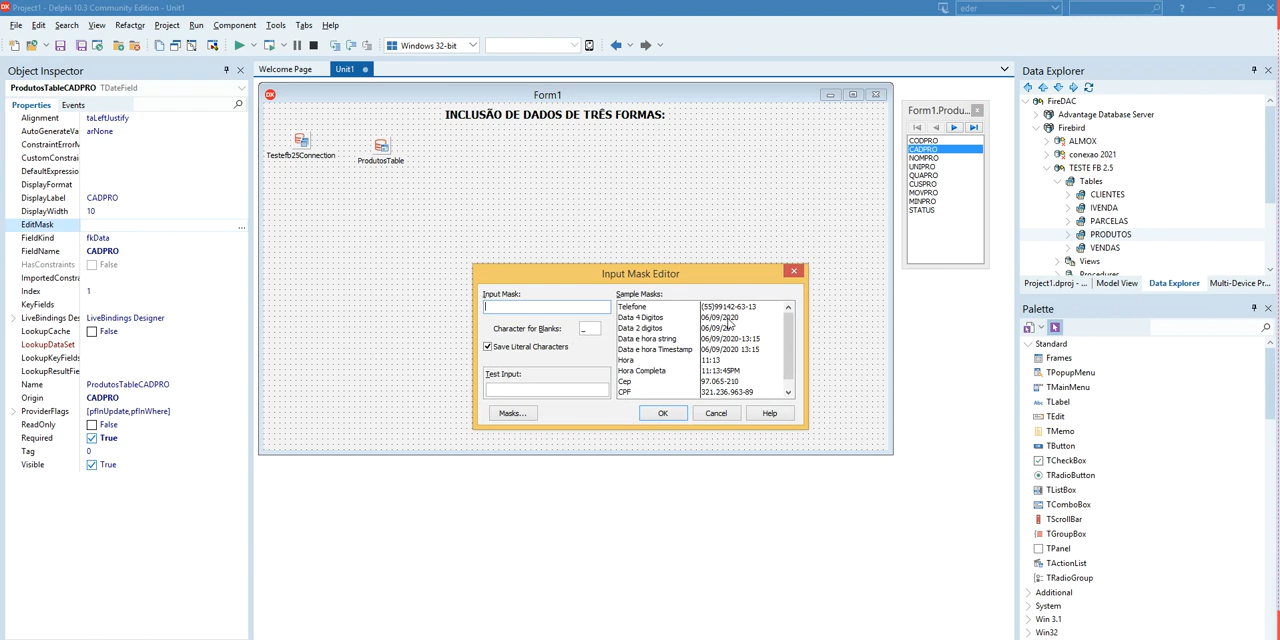 Project1 - Delphi 10.3 Community Edition - Unit1
eder
File Edit Search View Refactor Project Run Component Tools Tabs Help
Windows 32-bit
Object Inspector
ProdutosTableCADPRO TDateField
Properties Events
Alignment taLeftJustify
AutoGenerateVa arNone
ConstraintErrorM
CustomConstrai
DefaultExpressio
DisplayFormat
DisplayLabel CADPRO
DisplayWidth 10
EditMask ...
FieldKind fkData
FieldName CADPRO
HasConstraints False
ImportedConstra
Index 1
KeyFields
LiveBindings Des LiveBindings Designer
LookupCache False
LookupDataSet
LookupKeyFields
LookupResultFie
Name ProdutosTableCADPRO
Origin CADPRO
ProviderFlags [pfInUpdate,pfInWhere]
ReadOnly False
Required True
Tag 0
Visible True
Welcome Page Unit1
Form1
INCLUSÃO DE DADOS DE TRÊS FORMAS:
Testefb25Connection
ProdutosTable
Input Mask Editor
Input Mask:
Character for Blanks: _
Save Literal Characters
Test Input:
Sample Masks:
Telefone (55)99142-63-13
Data 4 Digitos 06/09/2020
Data 2 digitos 06/09/20
Data e hora string 06/09/2020-13:15
Data e hora Timestamp 06/09/2020 13:15
Hora 11:13
Hora Completa 11:13:45PM
Cep 97.065-210
CPF 321.236.963-89
Masks... OK Cancel Help
Form1.Produ...
CODPRO
CADPRO
NOMPRO
UNIPRO
QUAPRO
CUSPRO
MOVPRO
MINPRO
STATUS
Data Explorer
FireDAC
Advantage Database Server
Firebird
ALMOX
conexao 2021
TESTE FB 2.5
Tables
CLIENTES
IVENDA
PARCELAS
PRODUTOS
VENDAS
Views
Procedures
Project1.dproj - ... Model View Data Explorer Multi-Device Pr...
Palette
Standard
Frames
TPopupMenu
TMainMenu
TLabel
TEdit
TMemo
TButton
TCheckBox
TRadioButton
TListBox
TComboBox
TScrollBar
TGroupBox
TPanel
TActionList
TRadioGroup
Additional
System
Win 3.1
Win32